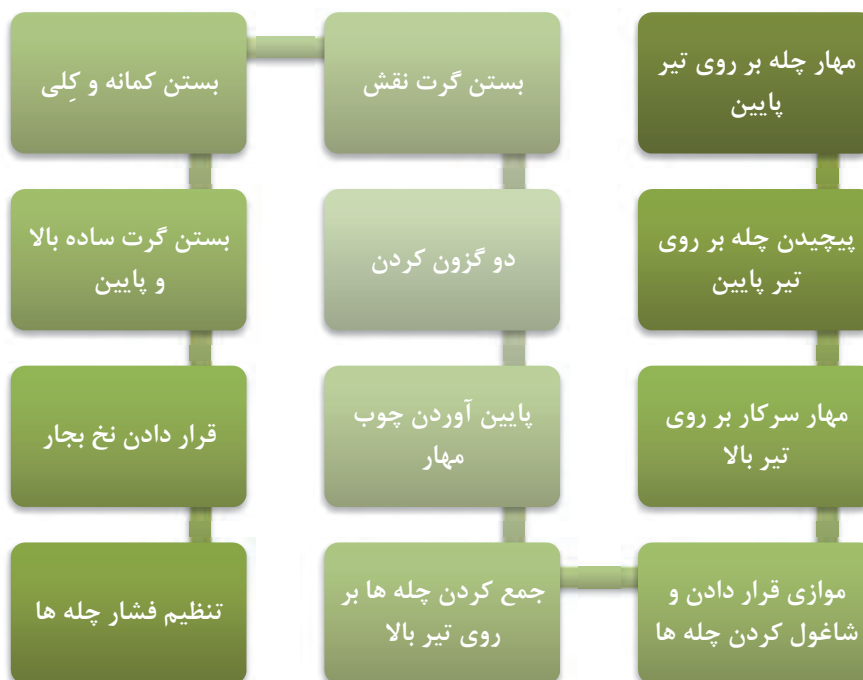 مهار چله بر روی تیر
پایین
پیچیدن چله بر روی
تیر پایین
مهار سرکار بر روی
تیر بالا
موازی قرار دادن و
شاغول کردن چله ها
جمع کردن چله ها بر
روی تیر بالا
پایین آوردن چوب
مهار
دو گزون کردن
بستن گرت نقش
بستن کمانه و کِلی
بستن گرت ساده بالا
و پایین
قرار دادن نخ بجار
تنظیم فشار چله ها